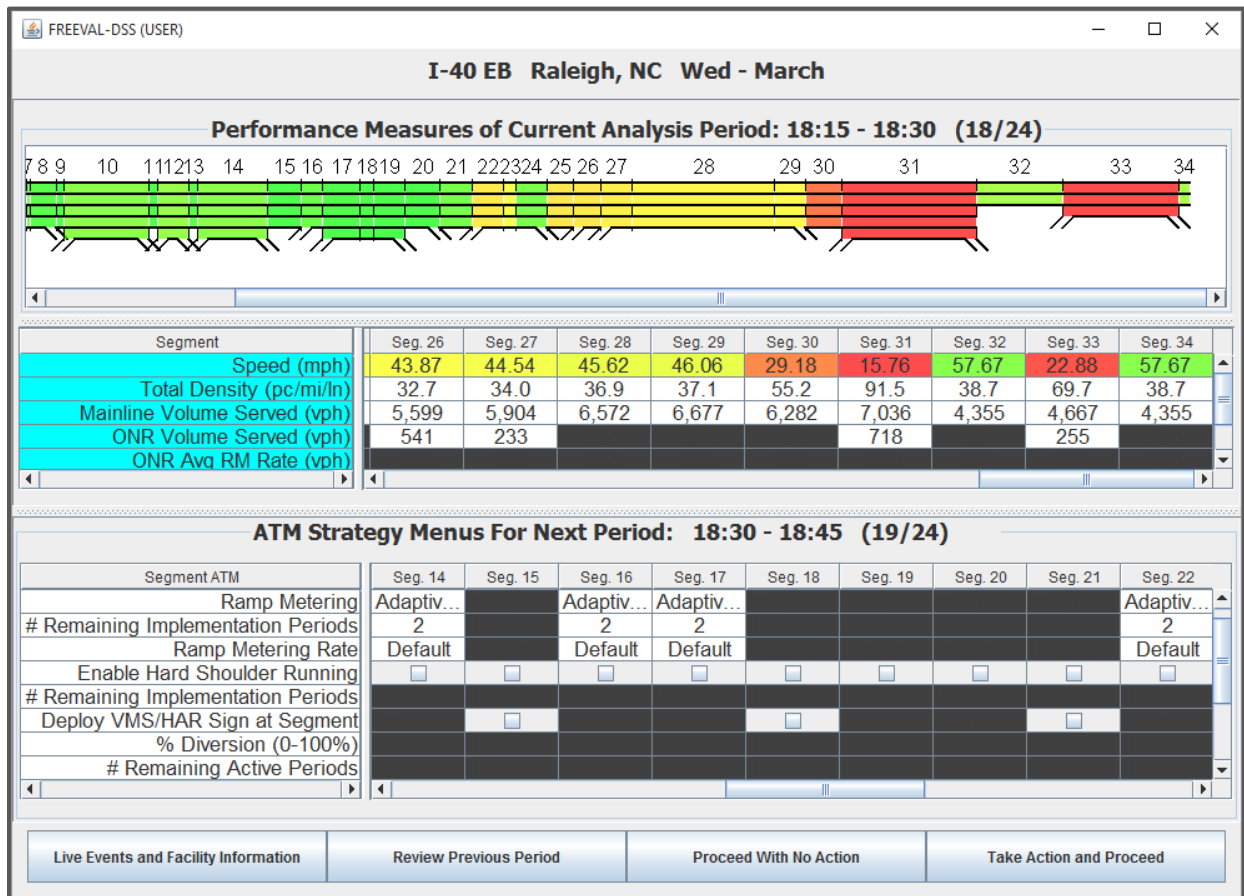 FREEVAL-DSS (USER)
I-40 EB Raleigh, NC Wed - March
Performance Measures of Current Analysis Period: 18:15 - 18:30 (18/24)
7 8 9 10 11 12 13 14 15 16 17 18 19 20 21 22 23 24 25 26 27 28 29 30 31 32 33 34
Segment Seg. 26 Seg. 27 Seg. 28 Seg. 29 Seg. 30 Seg. 31 Seg. 32 Seg. 33 Seg. 34
Speed (mph) 43.87 44.54 45.62 46.06 29.18 15.76 57.67 22.88 57.67
Total Density (pc/mi/ln) 32.7 34.0 36.9 37.1 55.2 91.5 38.7 69.7 38.7
Mainline Volume Served (vph) 5,599 5,904 6,572 6,677 6,282 7,036 4,355 4,667 4,355
ONR Volume Served (vph) 541 233 718 255
ONR Avg RM Rate (vph)
ATM Strategy Menus For Next Period: 18:30 - 18:45 (19/24)
Segment ATM Seg. 14 Seg. 15 Seg. 16 Seg. 17 Seg. 18 Seg. 19 Seg. 20 Seg. 21 Seg. 22
Ramp Metering Adaptiv... Adaptiv... Adaptiv... Adaptiv...
# Remaining Implementation Periods 2 2 2 2
Ramp Metering Rate Default Default Default Default
Enable Hard Shoulder Running
# Remaining Implementation Periods
Deploy VMS/HAR Sign at Segment
% Diversion (0-100%)
# Remaining Active Periods
Live Events and Facility Information Review Previous Period Proceed With No Action Take Action and Proceed